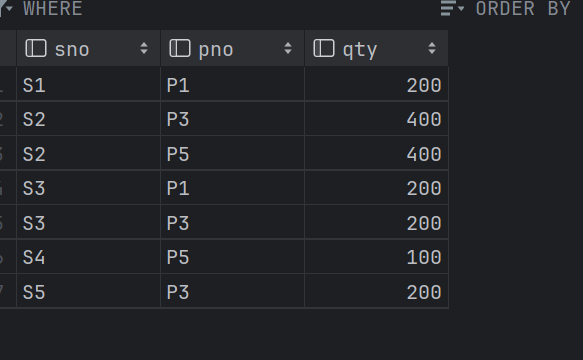 WHERE ORDER BY
sno pno qty
1 S1 P1 200
2 S2 P3 400
3 S2 P5 400
4 S3 P1 200
5 S3 P3 200
6 S4 P5 100
7 S5 P3 200